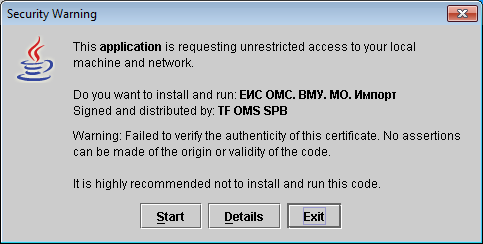 Security Warning
This application is requesting unrestricted access to your local
machine and network.
Do you want to install and run: ЕИС ОМС. ВМУ. МО. Импорт
Signed and distributed by: TF OMS SPB
Warning: Failed to verify the authenticity of this certificate. No assertions
can be made of the origin or validity of the code.
It is highly recommended not to install and run this code.
Start Details Exit